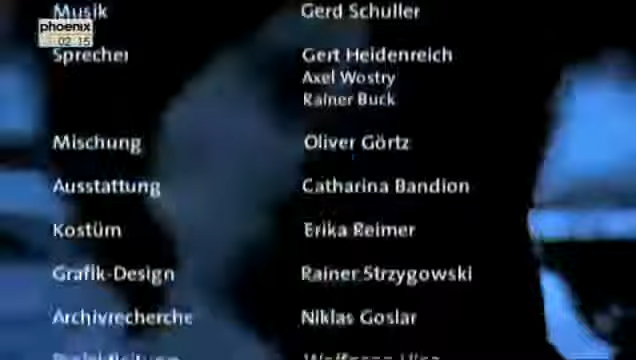 Musik Gerd Schuller
phoenix
02:15
Sprecher Gert Heidenreich
Axel Wostry
Rainer Buck
Mischung Oliver Görtz
Ausstattung Catharina Bandion
Kostüm Erika Reimer
Grafik-Design Rainer Strzygowski
Archivrecherche Niklas Goslar